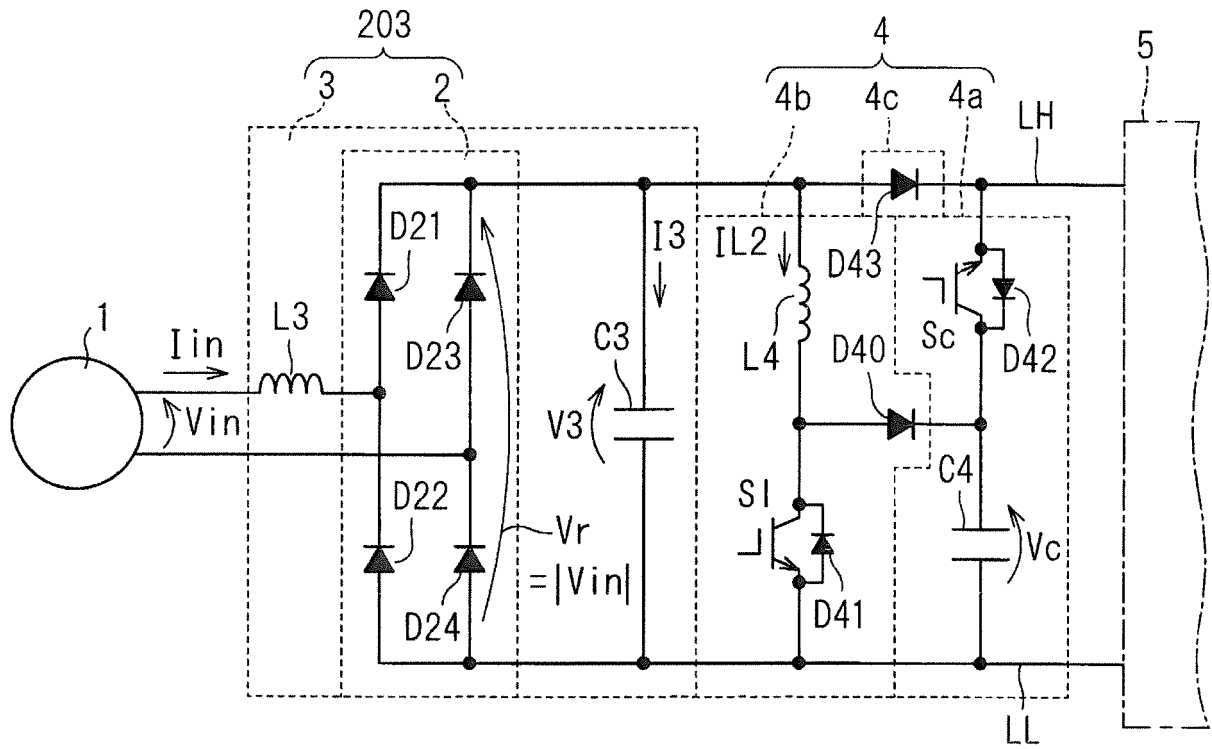 203
3
2
4
4b
4c
4a
5
LH
D21
I3
IL2
D43
1
Iin
L3
D23
C3
L4
Sc
D42
D40
Vin
V3
D22
Sl
C4
Vr
=|Vin|
Vc
D24
D41
LL